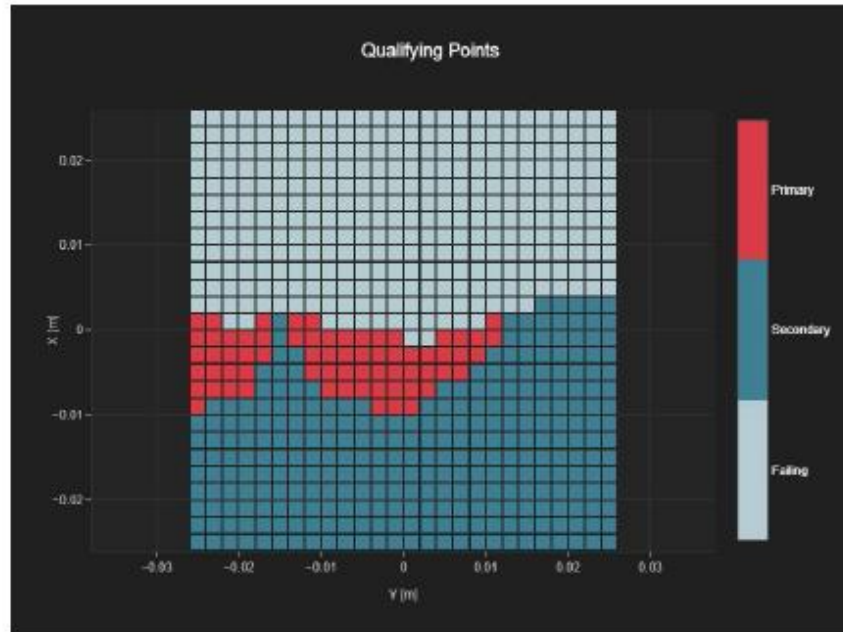 Qualifying Points
0.02
0.01
0
−0.01
−0.02
X [m]
−0.03
−0.02
−0.01
0
0.01
0.02
0.03
Y [m]
Primary
Secondary
Failing